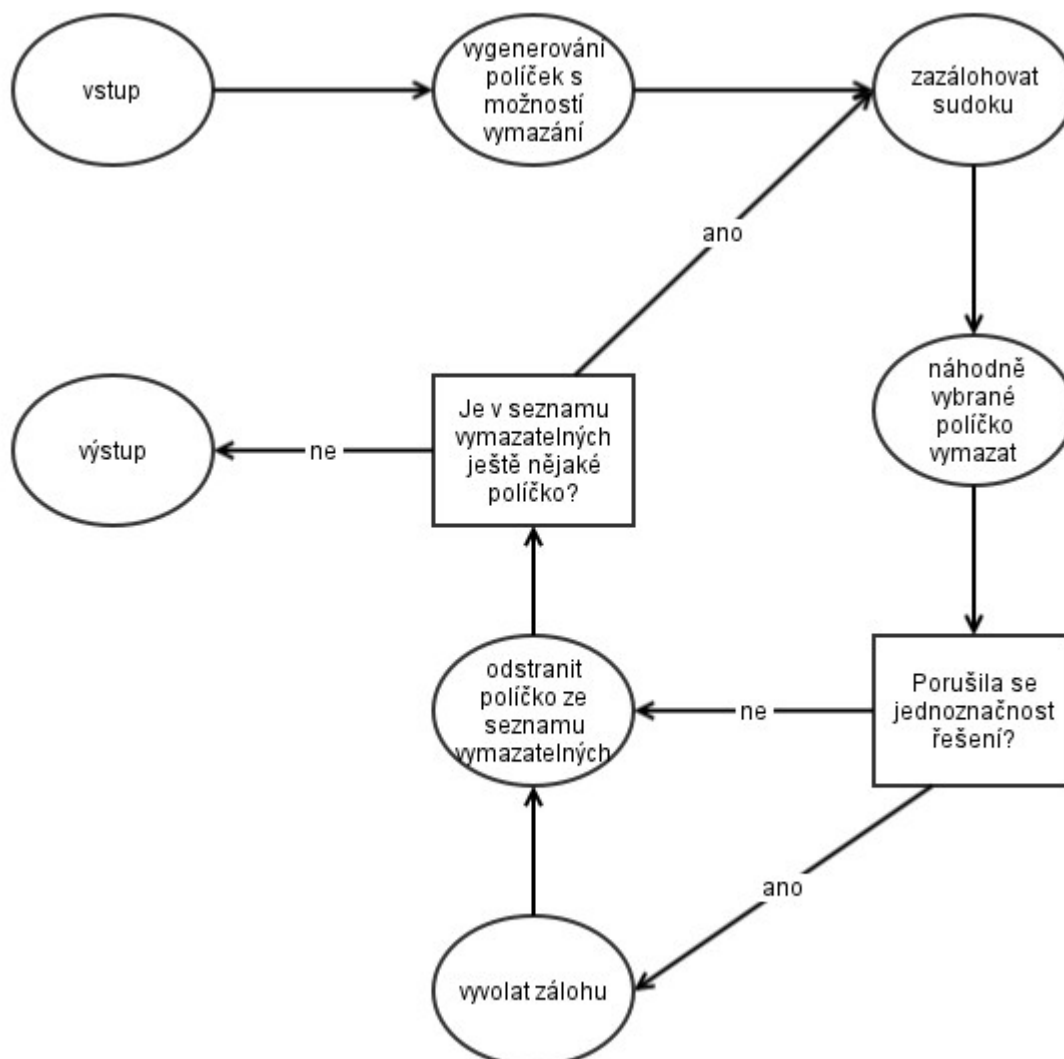 vstup
vygenerování
políček s
možností
vymazání
zazálohovat
sudoku
ano
náhodně
vybrané
políčko
vymazat
Je v seznamu
vymazatelných
ještě nějaké
políčko?
ne
výstup
odstranit
políčko ze
seznamu
vymazatelných
ne
Porušila se
jednoznačnost
řešení?
ano
vyvolat zálohu